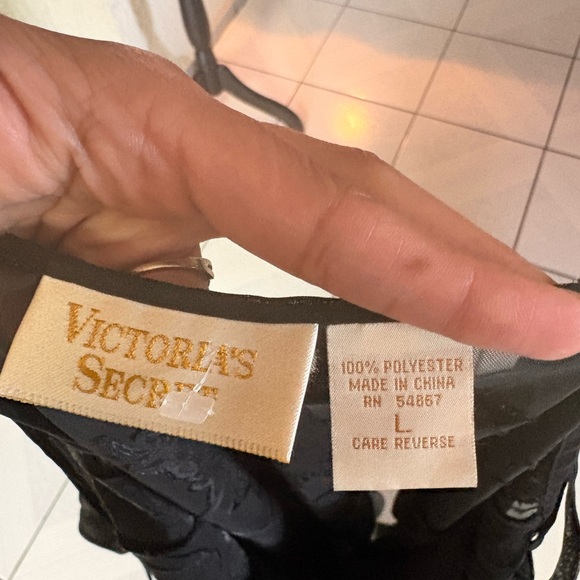 VICTORIA'S
SECRET
100% POLYESTER
MADE IN CHINA
RN 54867
L
CARE REVERSE